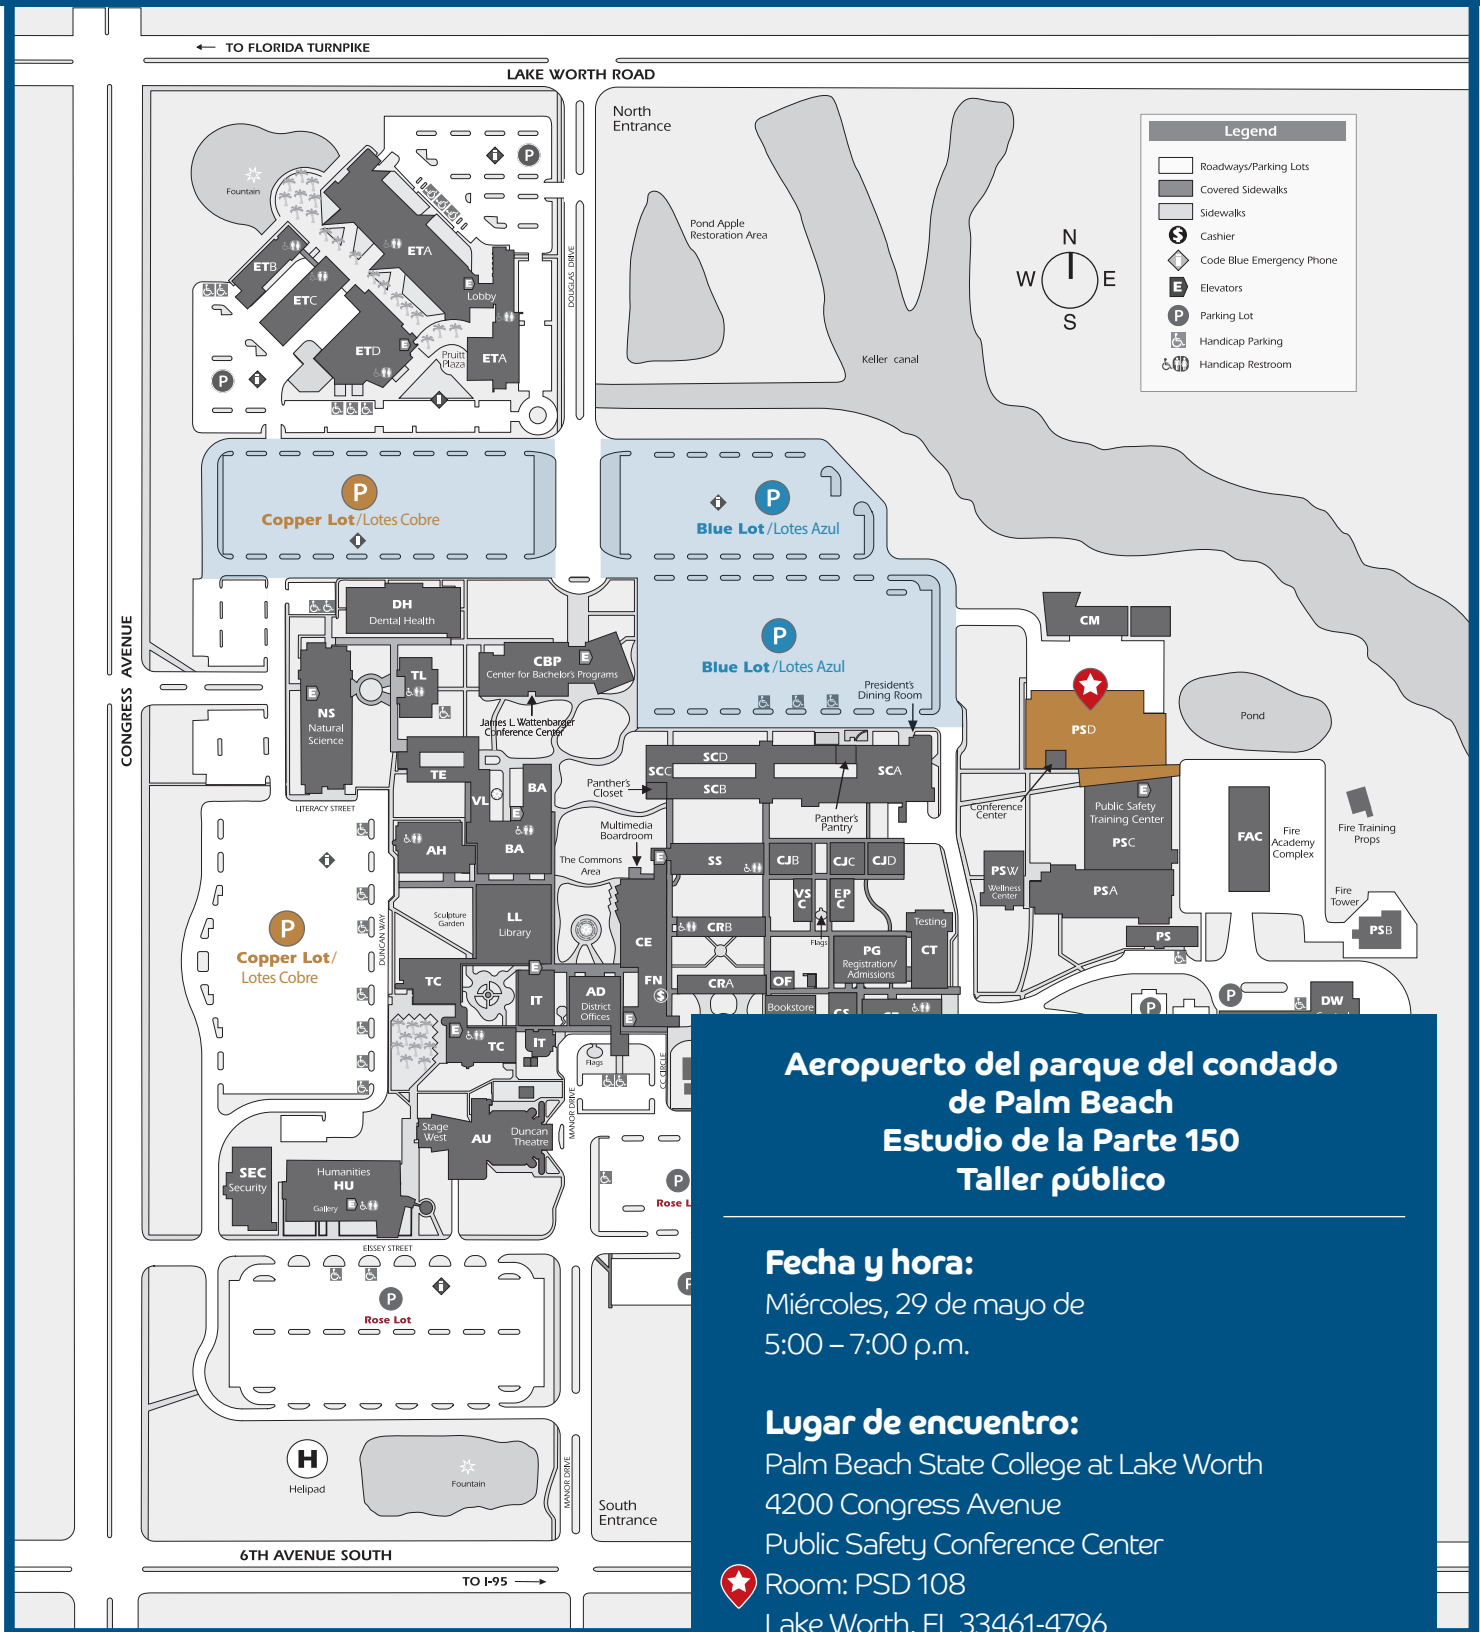 TO FLORIDA TURNPIKE
LAKE WORTH ROAD
North
Entrance
Legend
Roadways/Parking Lots
Covered Sidewalks
Sidewalks
Cashier
Code Blue Emergency Phone
E Elevators
P Parking Lot
Handicap Parking
Handicap Restroom
N
W E
S
Fountain
P
ETA
ETB
ETC
E
Lobby
ETD
E
ETA
Pruitt
Plaza
P
DOUGLAS DRIVE
Pond Apple
Restoration Area
Keller canal
P
Copper Lot/Lotes Cobre
P
Blue Lot/Lotes Azul
P
Blue Lot/Lotes Azul
CONGRESS AVENUE
DH
Dental Health
CBP
E
Center for Bachelor's Programs
James L. Wattenbarger
Conference Center
TL
E
NS
Natural
Science
President's
Dining Room
CM
PSD
Pond
TE
VL
BA
E
BA
LITERACY STREET
AH
SCD
SCC
SCB
SCA
Panther's
Closet
Panther's
Pantry
Multimedia
Boardroom
The Commons
Area
E
SS
CJB
CJC
CJD
VS
C
EP
C
Flags
Conference
Center
E
Public Safety
Training Center
PSC
PSW
Wellness
Center
PSA
FAC
Fire
Academy
Complex
Fire Training
Props
Fire
Tower
PSB
PS
P
Copper Lot/
Lotes Cobre
DUNCAN WAY
Sculpture
Garden
LL
Library
CE
CRB
Testing
CT
PG
Registration/
Admissions
TC
E
IT
AD
District
Offices
E
FN
CRA
OF
Bookstore
CS
P
P
DW
E
TC
IT
Flags
CC CIRCLE
MANOR DRIVE
Stage
West
AU
Duncan
Theatre
SEC
Security
Humanities
HU
Gallery
E
P
Rose L
EISSEY STREET
P
Rose Lot
H
Helipad
Fountain
MANOR DRIVE
South
Entrance
6TH AVENUE SOUTH
TO I-95
Aeropuerto del parque del condado
de Palm Beach
Estudio de la Parte 150
Taller público
Fecha y hora:
Miércoles, 29 de mayo de
5:00 – 7:00 p.m.
Lugar de encuentro:
Palm Beach State College at Lake Worth
4200 Congress Avenue
Public Safety Conference Center
Room: PSD 108
Lake Worth, FL 33461-4796